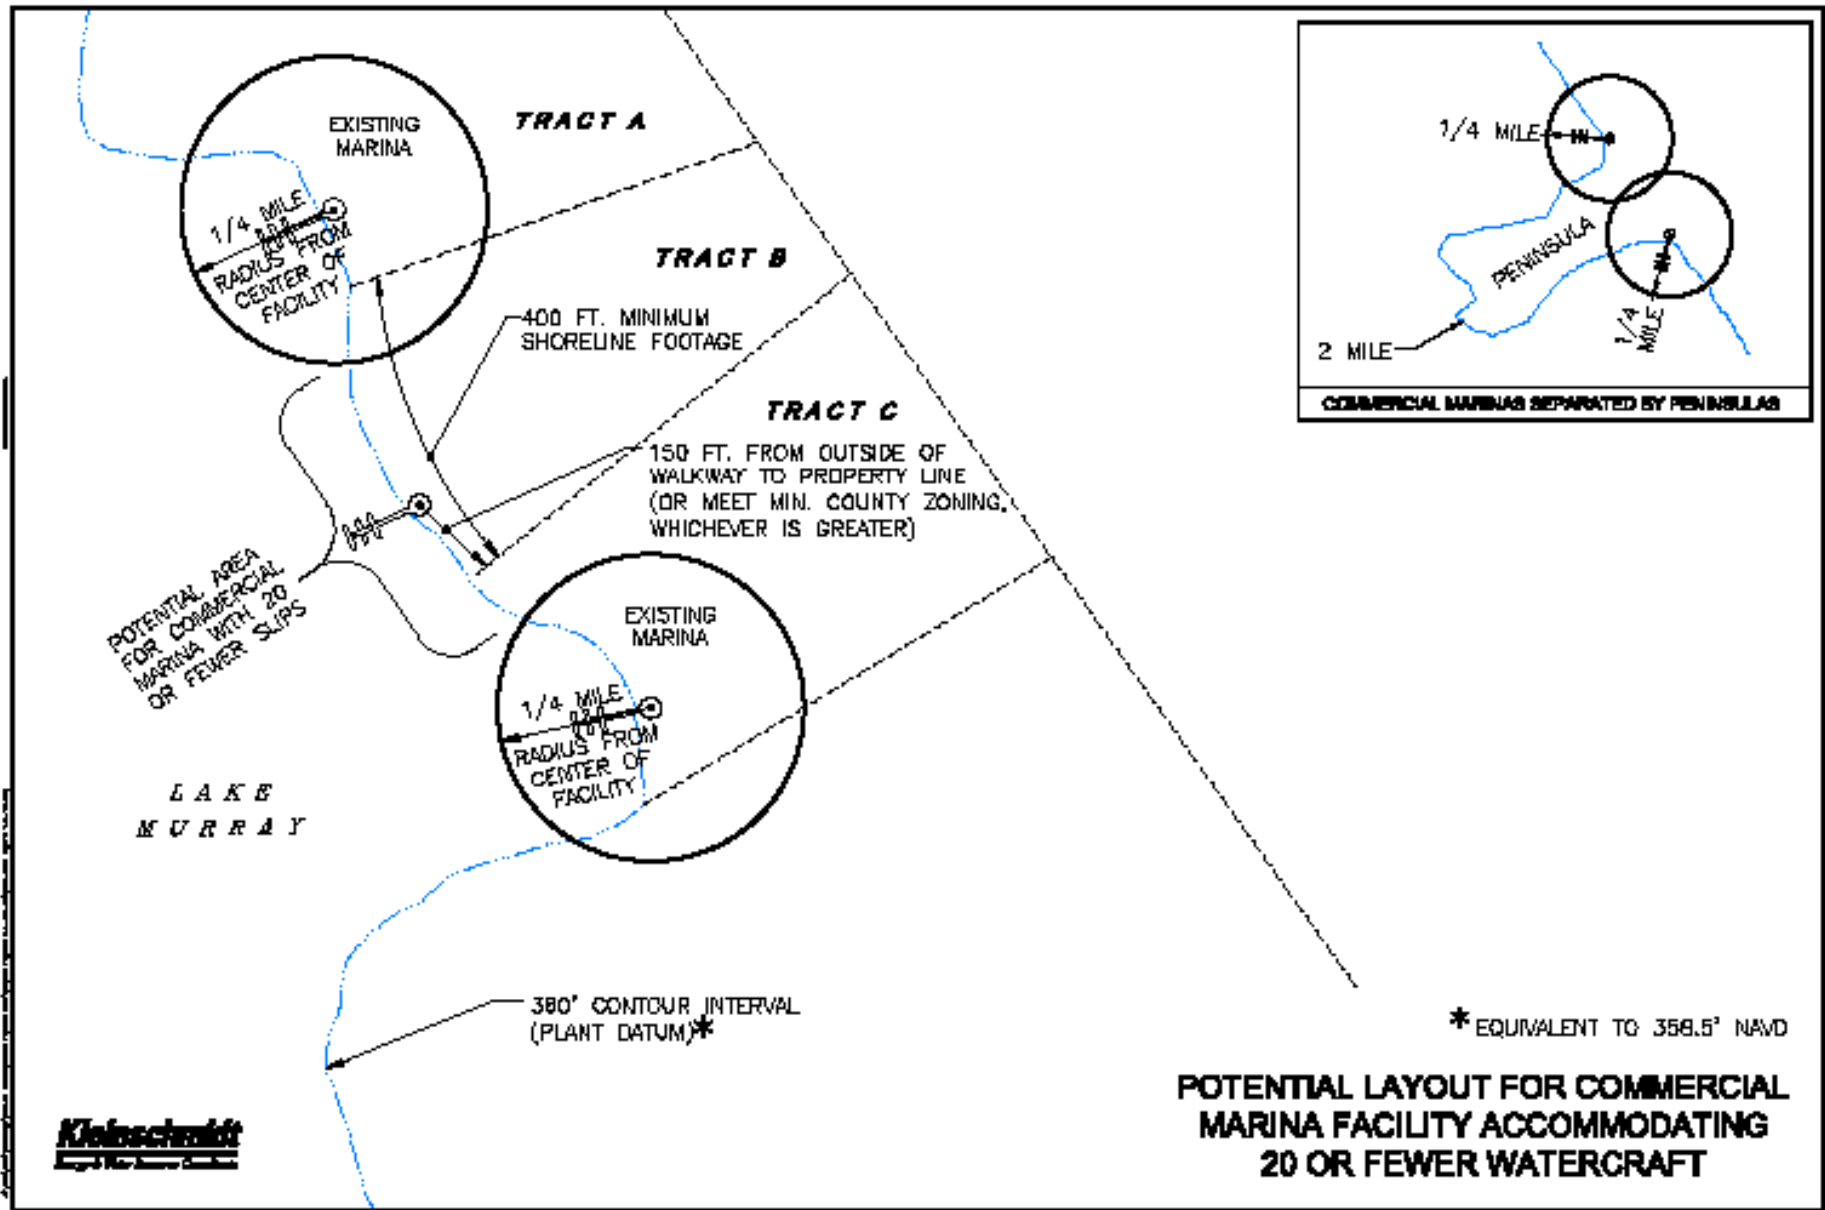 TRACT A
EXISTING
MARINA
1/4 MILE
RADIUS FROM
CENTER OF
FACILITY
TRACT B
400 FT. MINIMUM
SHORELINE FOOTAGE
TRACT C
150 FT. FROM OUTSIDE OF
WALKWAY TO PROPERTY LINE
(OR MEET MIN. COUNTY ZONING,
WHICHEVER IS GREATER)
POTENTIAL AREA
FOR COMMERCIAL
MARINA WITH 20
OR FEWER SLIPS
EXISTING
MARINA
1/4 MILE
RADIUS FROM
CENTER OF
FACILITY
LAKE
MURRAY
360' CONTOUR INTERVAL
(PLANT DATUM)*
1/4 MILE
PENINSULA
1/4
MILE
2 MILE
COMMERCIAL MARINAS SEPARATED BY PENINSULAS
* EQUIVALENT TO 358.5' NAVD
POTENTIAL LAYOUT FOR COMMERCIAL
MARINA FACILITY ACCOMMODATING
20 OR FEWER WATERCRAFT
Kleinschmidt